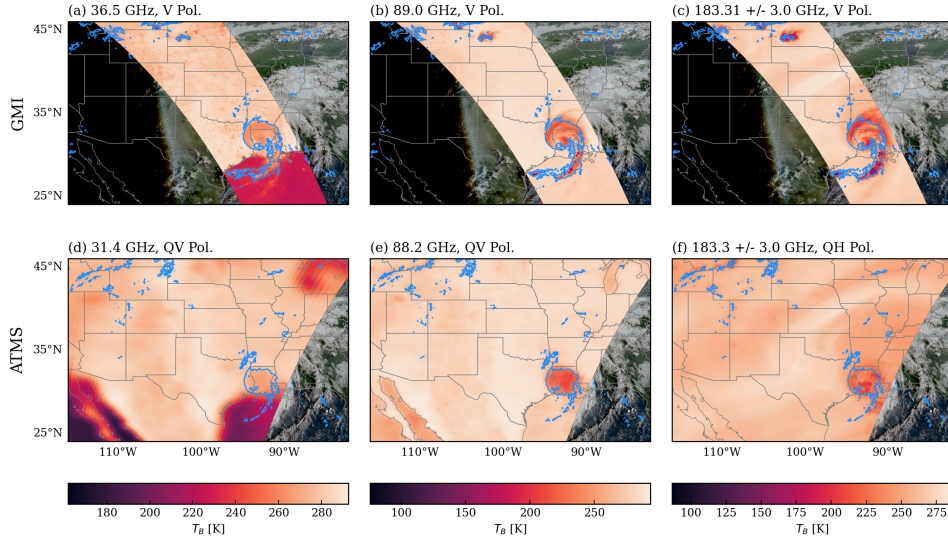 (a) 36.5 GHz, V Pol.
(b) 89.0 GHz, V Pol.
(c) 183.31 +/- 3.0 GHz, V Pol.
45°N
35°N
25°N
GMI
(d) 31.4 GHz, QV Pol.
(e) 88.2 GHz, QV Pol.
(f) 183.3 +/- 3.0 GHz, QH Pol.
45°N
35°N
25°N
ATMS
110°W 100°W 90°W
110°W 100°W 90°W
110°W 100°W 90°W
180 200 220 240 260 280
T_B [K]
100 150 200 250
T_B [K]
100 125 150 175 200 225 250 275
T_B [K]